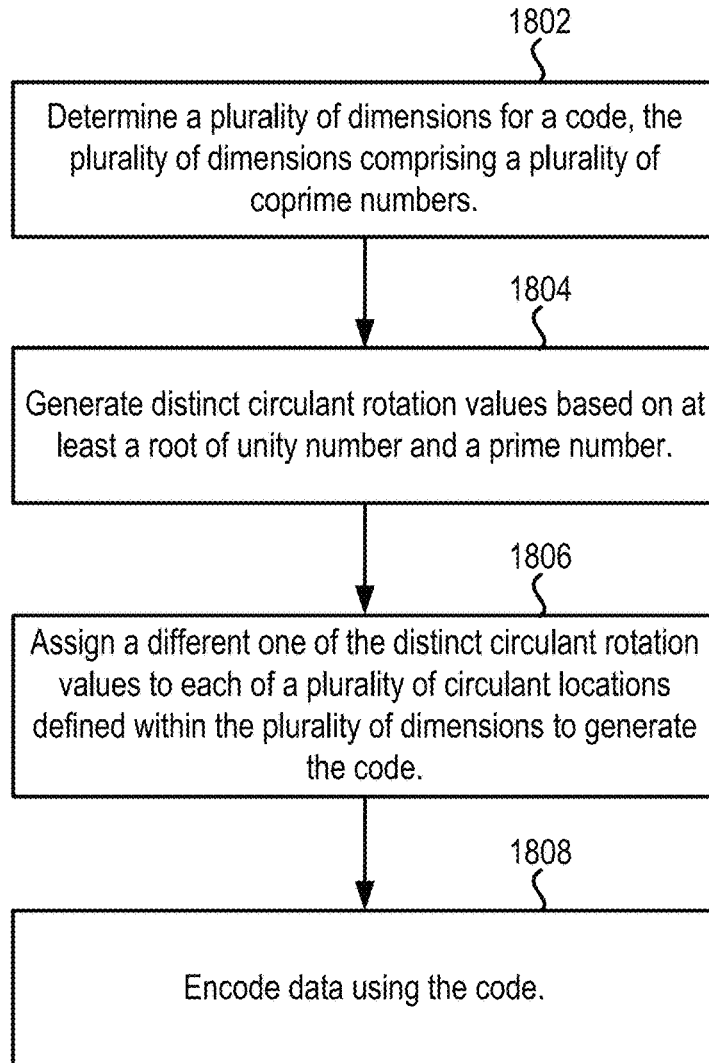 1802
Determine a plurality of dimensions for a code, the
plurality of dimensions comprising a plurality of
coprime numbers.
1804
Generate distinct circulant rotation values based on at
least a root of unity number and a prime number.
1806
Assign a different one of the distinct circulant rotation
values to each of a plurality of circulant locations
defined within the plurality of dimensions to generate
the code.
1808
Encode data using the code.